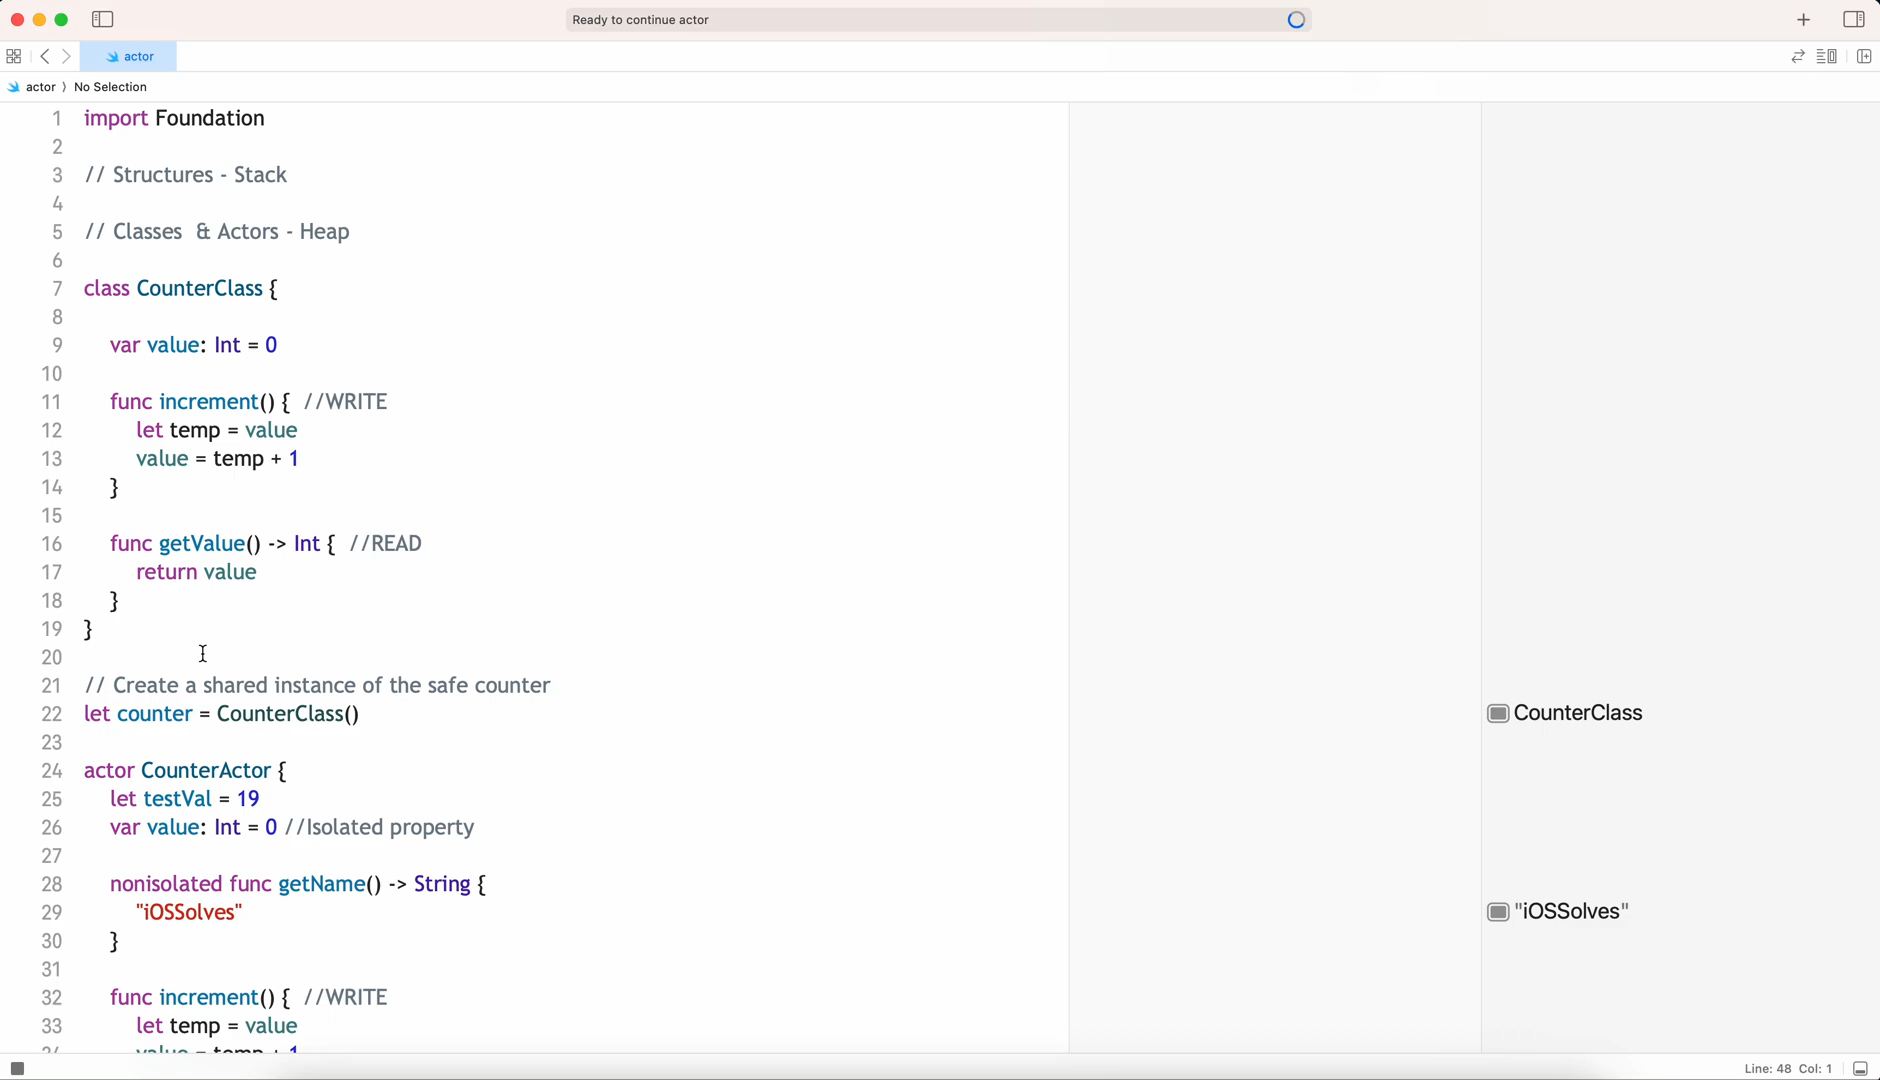 Ready to continue actor
actor
actor 〉 No Selection
1 import Foundation
2
3 // Structures - Stack
4
5 // Classes  & Actors - Heap
6
7 class CounterClass {
8
9 var value: Int = 0
10
11 func increment() {  //WRITE
12 let temp = value
13 value = temp + 1
14 }
15
16 func getValue() -> Int {  //READ
17 return value
18 }
19 }
20
21 // Create a shared instance of the safe counter
22 let counter = CounterClass() CounterClass
23
24 actor CounterActor {
25 let testVal = 19
26 var value: Int = 0 //Isolated property
27
28 nonisolated func getName() -> String {
29 "iOSSolves" "iOSSolves"
30 }
31
32 func increment() {  //WRITE
33 let temp = value
value = temp + 1
Line: 48 Col: 1